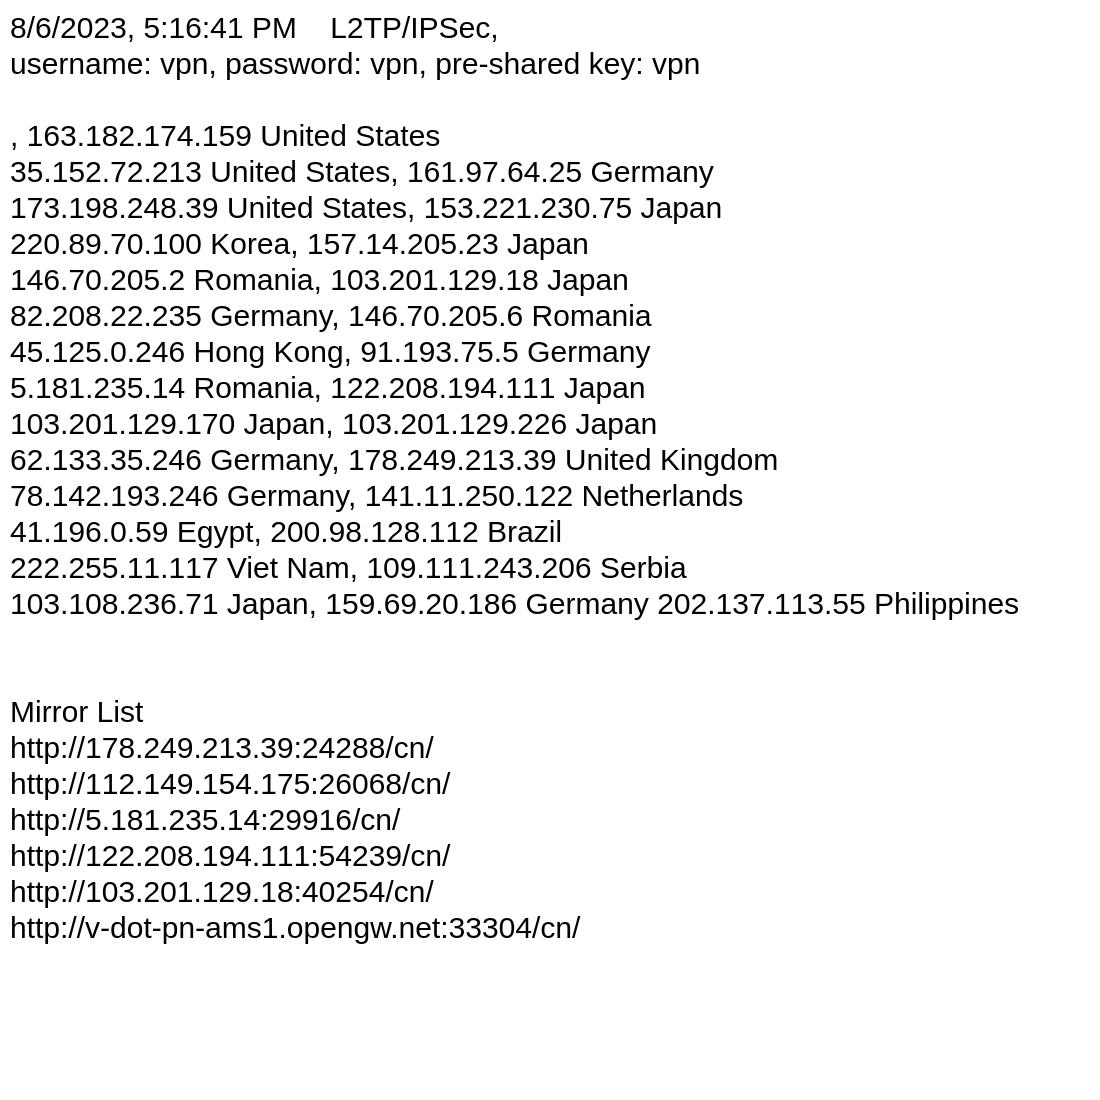 8/6/2023, 5:16:41 PM    L2TP/IPSec,
username: vpn, password: vpn, pre-shared key: vpn
, 163.182.174.159 United States
35.152.72.213 United States, 161.97.64.25 Germany
173.198.248.39 United States, 153.221.230.75 Japan
220.89.70.100 Korea, 157.14.205.23 Japan
146.70.205.2 Romania, 103.201.129.18 Japan
82.208.22.235 Germany, 146.70.205.6 Romania
45.125.0.246 Hong Kong, 91.193.75.5 Germany
5.181.235.14 Romania, 122.208.194.111 Japan
103.201.129.170 Japan, 103.201.129.226 Japan
62.133.35.246 Germany, 178.249.213.39 United Kingdom
78.142.193.246 Germany, 141.11.250.122 Netherlands
41.196.0.59 Egypt, 200.98.128.112 Brazil
222.255.11.117 Viet Nam, 109.111.243.206 Serbia
103.108.236.71 Japan, 159.69.20.186 Germany 202.137.113.55 Philippines
Mirror List
http://178.249.213.39:24288/cn/
http://112.149.154.175:26068/cn/
http://5.181.235.14:29916/cn/
http://122.208.194.111:54239/cn/
http://103.201.129.18:40254/cn/
http://v-dot-pn-ams1.opengw.net:33304/cn/